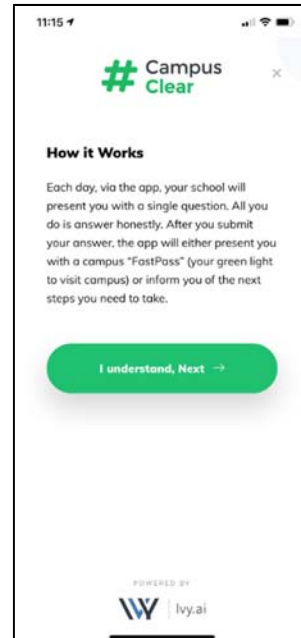 11:15
# Campus
Clear
×
How it Works
Each day, via the app, your school will
present you with a single question. All you
do is answer honestly. After you submit
your answer, the app will either present you
with a campus “FastPass” (your green light
to visit campus) or inform you of the next
steps you need to take.
I understand, Next →
POWERED BY
Ivy.ai